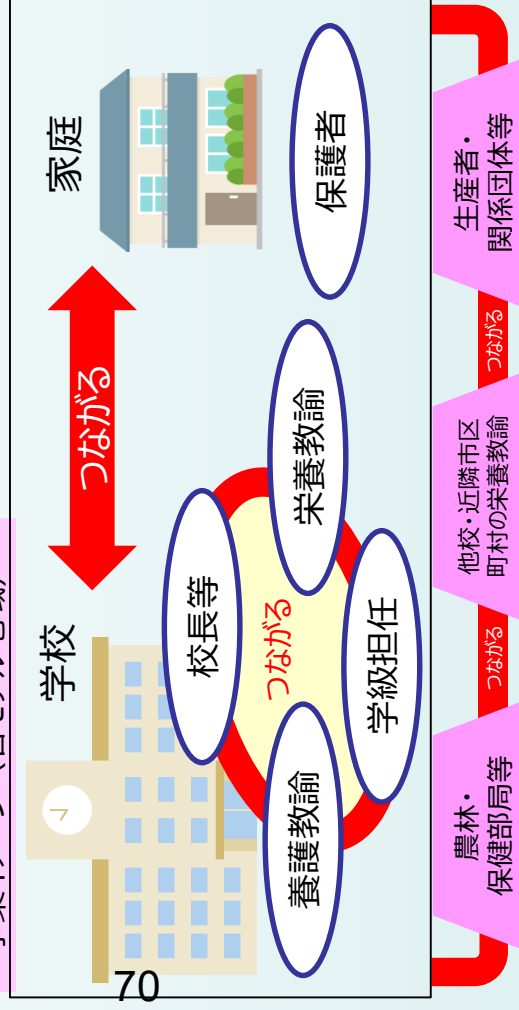 学校
つながる
家庭
校長等
養護教諭
つながる
栄養教諭
学級担任
保護者
農林・
保健部局等
つながる
他校・近隣市区
町村の栄養教諭
つながる
生産者・
関係団体等
70